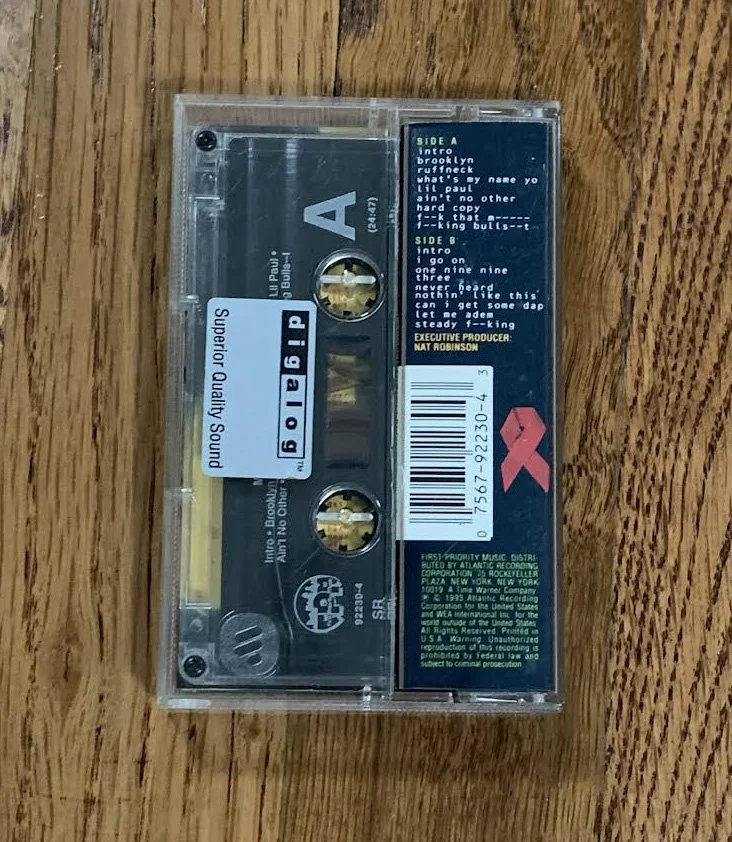 SIDE A
intro
brooklyn
ruffneck
what's my name yo
lil paul
ain't no other
hard copy
f--k that m-----
f--king bulls--t
SIDE B
intro
i go on
one nine nine
three
never heard
nothin' like this
can i get some dap
let me adem
steady f--king
EXECUTIVE PRODUCER:
NAT ROBINSON
0 7567-92230-4 3
FIRST PRIORITY MUSIC. DISTRI-
BUTED BY ATLANTIC RECORDING
CORPORATION 75 ROCKEFELLER
PLAZA, NEW YORK, NEW YORK
10019 A Time Warner Company.
℗ © 1993 Atlantic Recording
Corporation for the United States
and WEA International Inc. for the
world outside of the United States.
All Rights Reserved. Printed in
U.S.A. Warning: Unauthorized
reproduction of this recording is
prohibited by Federal law and
subject to criminal prosecution.
A
(24:47)
digalog™
Superior Quality Sound
Intro • Brooklyn
Lil Paul •
Ain't No Other •
g Bulls--t
92230-4
SR